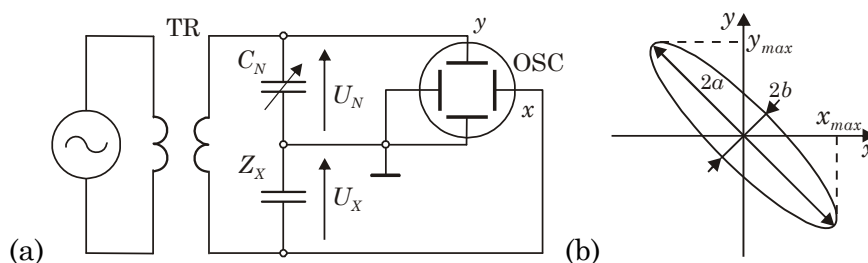 TR
y
OSC
C_N
U_N
x
Z_X
U_X
(a)
y
y_max
2a
2b
x_max
x
(b)